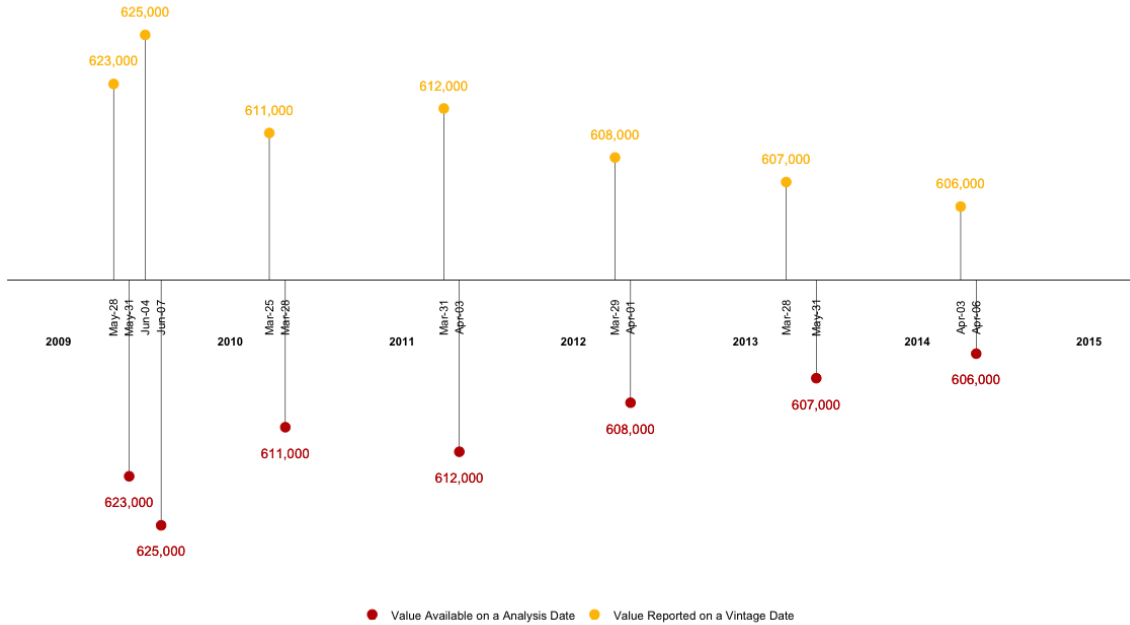 625,000
623,000
611,000
612,000
608,000
607,000
606,000
May-28
May-31
Jun-04
Jun-07
Mar-25
Mar-28
Mar-31
Apr-03
Mar-29
Apr-01
Mar-28
May-31
Apr-03
Apr-06
2009
2010
2011
2012
2013
2014
2015
623,000
625,000
611,000
612,000
608,000
607,000
606,000
Value Available on a Analysis Date
Value Reported on a Vintage Date